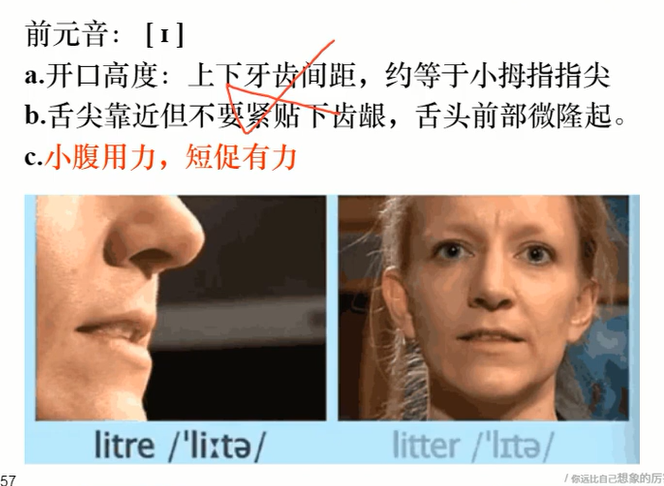 前元音：[ɪ]
a.开口高度：上下牙齿间距，约等于小拇指指尖
b.舌尖靠近但不要紧贴下齿龈，舌头前部微隆起。
c.小腹用力，短促有力
litre /ˈliːtə/
litter /ˈlɪtə/
57
/ 你远比自己想象的厉